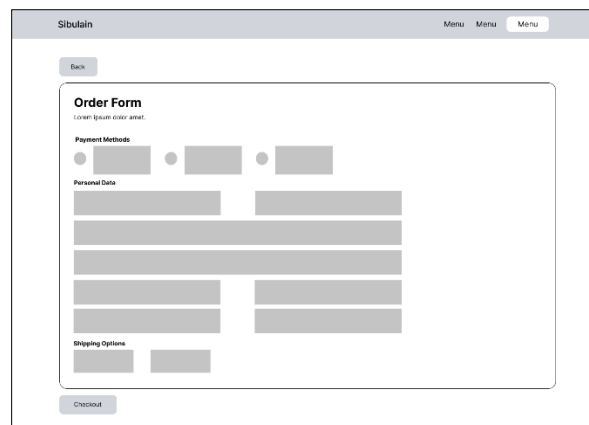 Sibulain
Menu Menu Menu
Back
Order Form
Lorem ipsum dolor amet.
Payment Methods
Personal Data
Shipping Options
Checkout